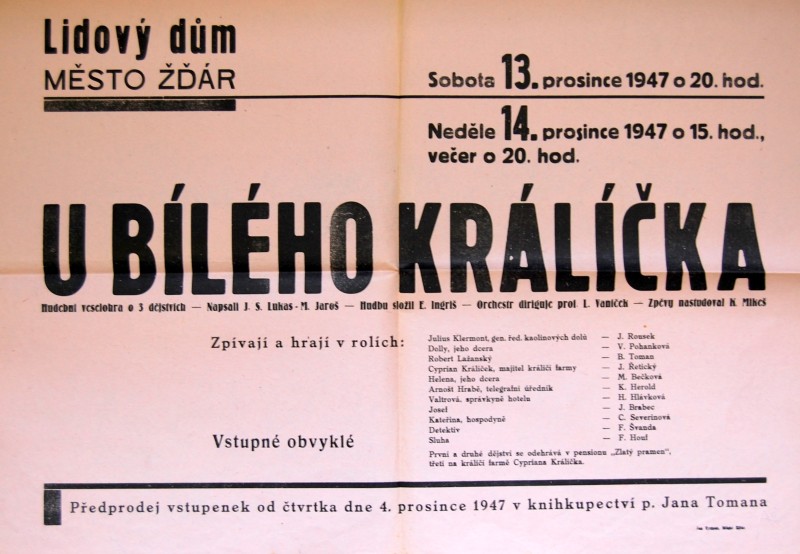 Lidový dům
MĚSTO ŽĎÁR
Sobota 13. prosince 1947 o 20. hod.
Neděle 14. prosince 1947 o 15. hod.,
večer o 20. hod.
U BÍLÉHO KRÁLÍČKA
Hudební veselohra o 3 dějstvích — Napsali J. S. Lukas - M. Jaroš — Hudbu složil E. Ingriš — Orchestr diriguje prof. L. Vaníček — Zpěvy nastudoval K. Mikeš
Zpívají a hrají v rolích:
Julius Klermont, gen. řed. kaolinových dolů — J. Rousek
Dolly, jeho dcera — V. Pohanková
Robert Lažanský — B. Toman
Cyprian Králíček, majitel králičí farmy — J. Řetický
Helena, jeho dcera — M. Bečková
Arnošt Hrabě, telegrafní úředník — K. Herold
Valtrová, správkyně hotelu — H. Hlávková
Josef — J. Brabec
Kateřina, hospodyně — C. Severinová
Detektiv — F. Švanda
Sluha — F. Houf
Vstupné obvyklé
První a druhé dějství se odehrává v pensionu „Zlatý pramen",
třetí na králičí farmě Cypriana Králíčka.
Předprodej vstupenek od čtvrtka dne 4. prosince 1947 v knihkupectví p. Jana Tomana